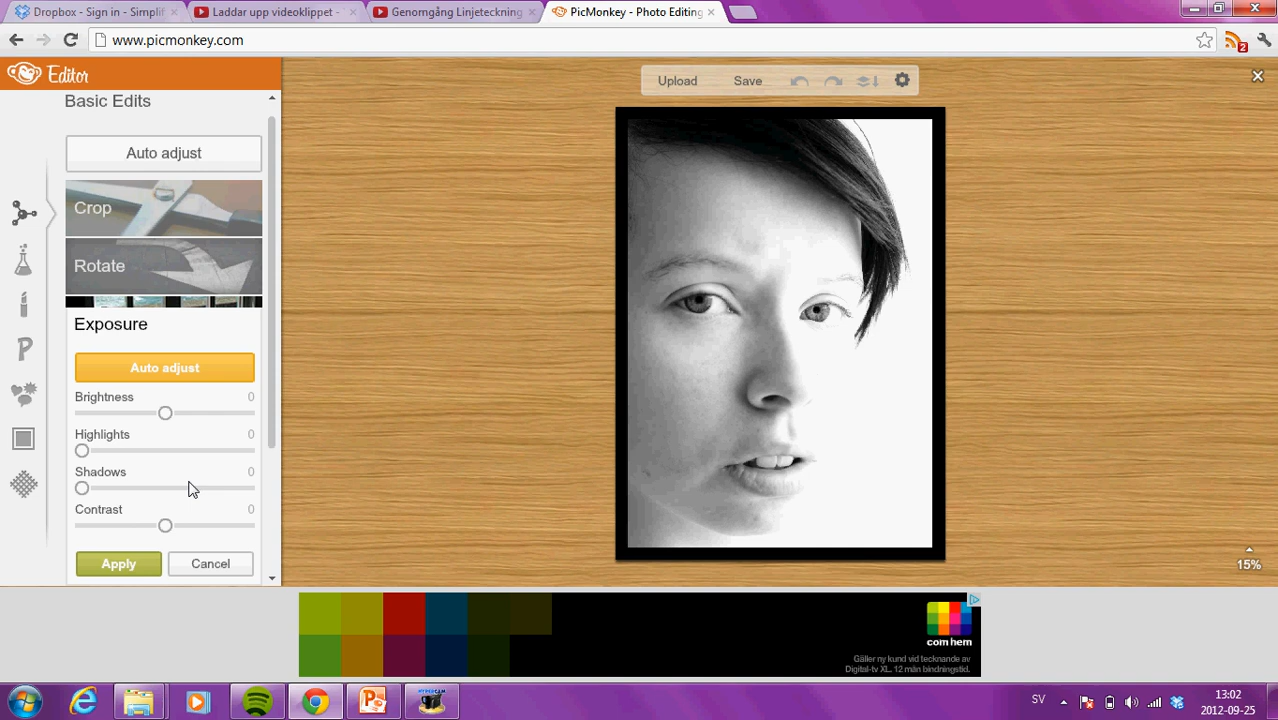 Dropbox - Sign in - Simplif
Laddar upp videoklippet -
Genomgång Linjeteckning
PicMonkey - Photo Editing
www.picmonkey.com
2
Editor
Upload
Save
Basic Edits
Auto adjust
Crop
Rotate
Exposure
Auto adjust
Brightness 0
Highlights 0
Shadows 0
Contrast 0
Apply
Cancel
15%
com hem
Gäller ny kund vid tecknande av
Digital-tv XL. 12 mån bindningstid.
HYPERCAM
SV
13:02
2012-09-25